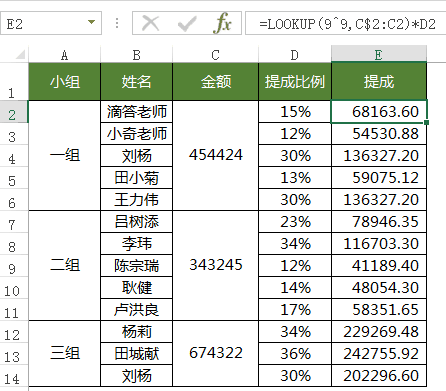 E2 =LOOKUP(9^9,C$2:C2)*D2
A B C D E
1 小组 姓名 金额 提成比例 提成
2 滴答老师 15% 68163.60
3 小奇老师 12% 54530.88
4 一组 刘杨 454424 30% 136327.20
5 田小菊 13% 59075.12
6 王力伟 30% 136327.20
7 吕树添 23% 78946.35
8 李玮 34% 116703.30
9 二组 陈宗瑞 343245 12% 41189.40
10 耿健 14% 48054.30
11 卢洪良 17% 58351.65
12 杨莉 34% 229269.48
13 三组 田城献 674322 36% 242755.92
14 刘杨 30% 202296.60